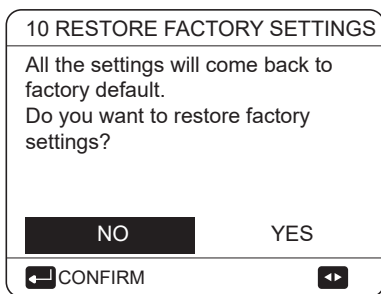 10 RESTORE FACTORY SETTINGS
All the settings will come back to
factory default.
Do you want to restore factory
settings?
NO YES
CONFIRM